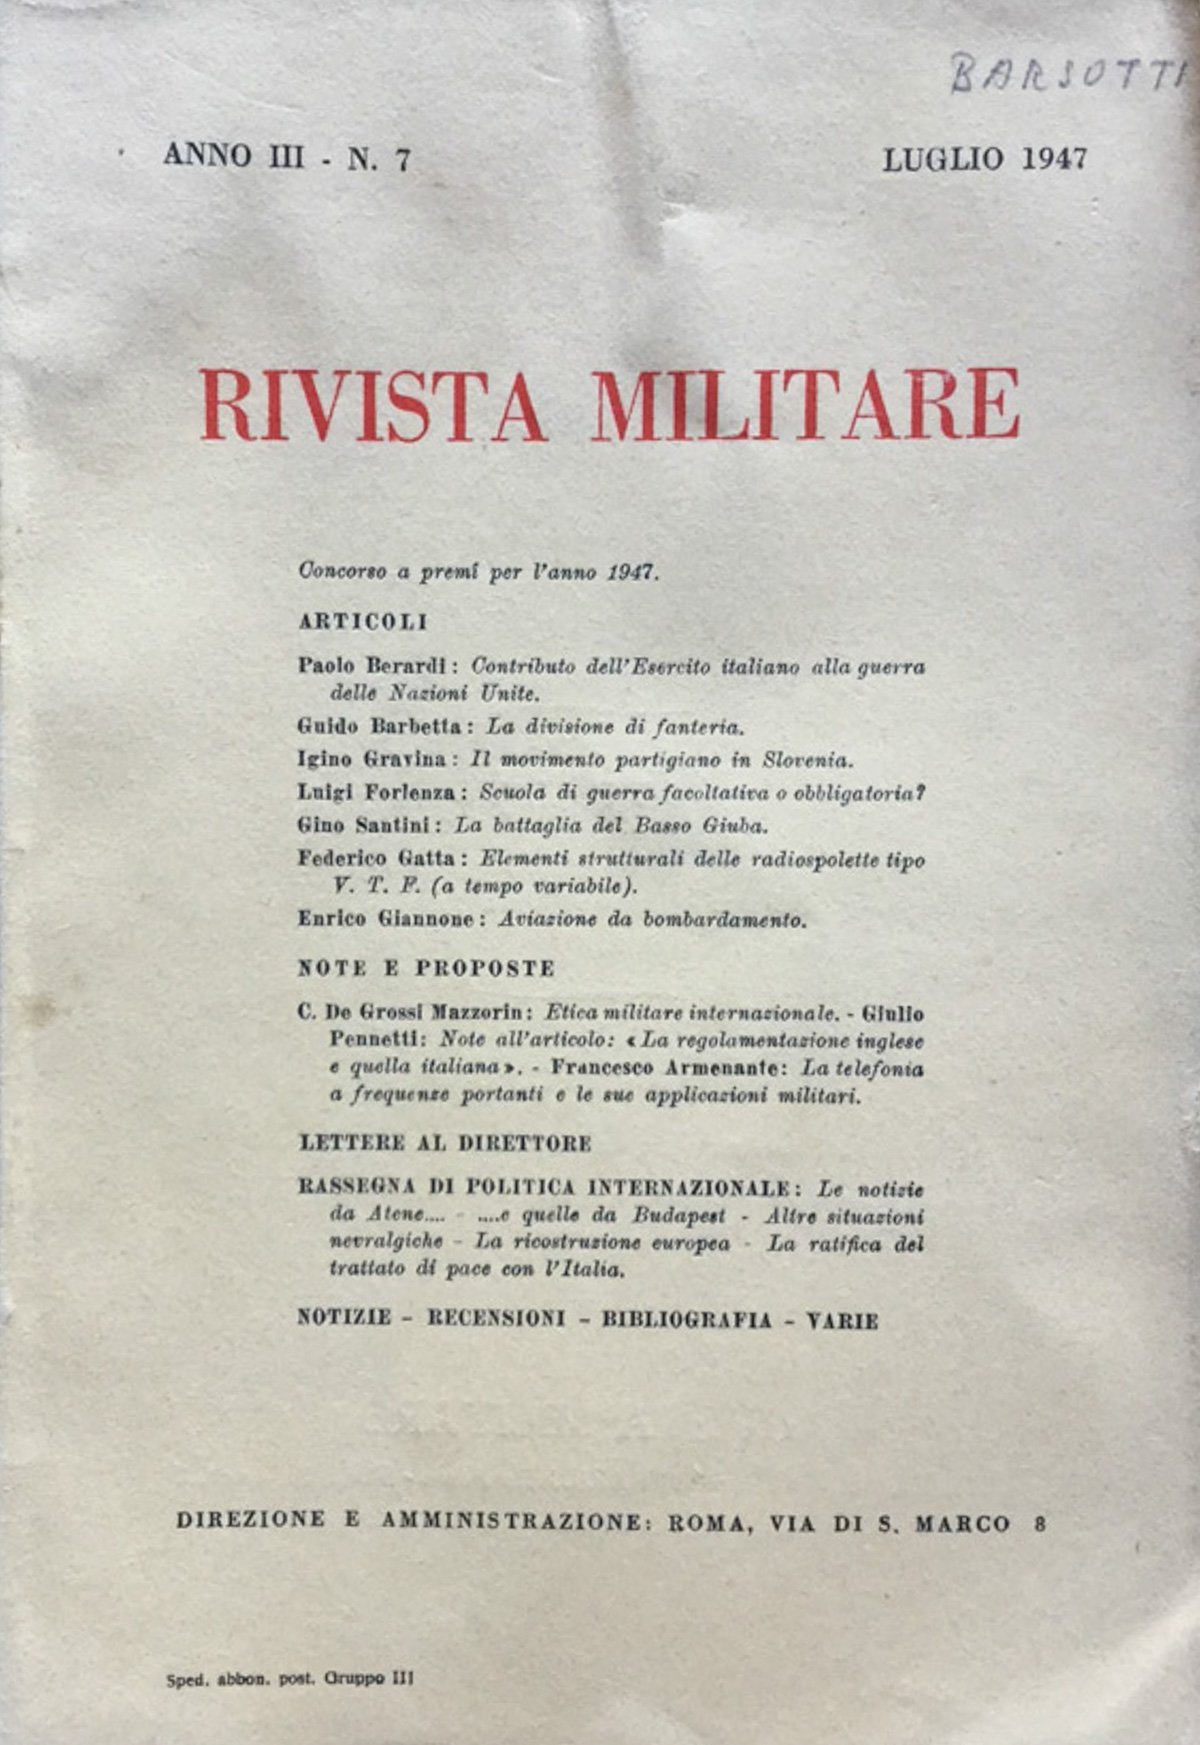 BARSOTTI
ANNO III - N. 7
LUGLIO 1947
RIVISTA MILITARE
Concorso a premi per l'anno 1947.
ARTICOLI
Paolo Berardi: Contributo dell'Esercito italiano alla guerra
delle Nazioni Unite.
Guido Barbetta: La divisione di fanteria.
Igino Gravina: Il movimento partigiano in Slovenia.
Luigi Forlenza: Scuola di guerra facoltativa o obbligatoria?
Gino Santini: La battaglia del Basso Giuba.
Federico Gatta: Elementi strutturali delle radiospolette tipo
V. T. F. (a tempo variabile).
Enrico Giannone: Aviazione da bombardamento.
NOTE E PROPOSTE
C. De Grossi Mazzorin: Etica militare internazionale. - Giulio
Pennetti: Note all'articolo: «La regolamentazione inglese
e quella italiana». - Francesco Armenante: La telefonia
a frequenze portanti e le sue applicazioni militari.
LETTERE AL DIRETTORE
RASSEGNA DI POLITICA INTERNAZIONALE: Le notizie
da Atene.... - ....e quelle da Budapest - Altre situazioni
nevralgiche - La ricostruzione europea - La ratifica del
trattato di pace con l'Italia.
NOTIZIE - RECENSIONI - BIBLIOGRAFIA - VARIE
DIREZIONE E AMMINISTRAZIONE: ROMA, VIA DI S. MARCO 8
Sped. abbon. post. Gruppo III